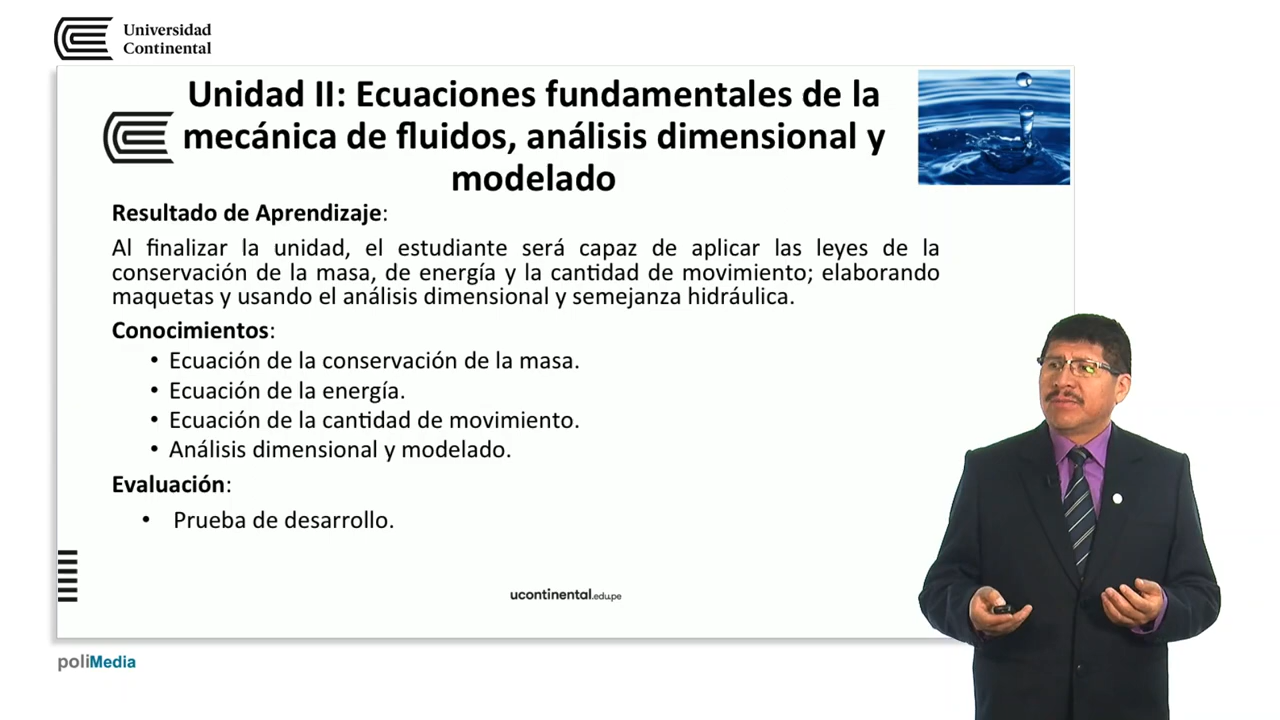 Universidad
Continental
Unidad II: Ecuaciones fundamentales de la
mecánica de fluidos, análisis dimensional y
modelado
Resultado de Aprendizaje:
Al finalizar la unidad, el estudiante será capaz de aplicar las leyes de la
conservación de la masa, de energía y la cantidad de movimiento; elaborando
maquetas y usando el análisis dimensional y semejanza hidráulica.
Conocimientos:
• Ecuación de la conservación de la masa.
• Ecuación de la energía.
• Ecuación de la cantidad de movimiento.
• Análisis dimensional y modelado.
Evaluación:
• Prueba de desarrollo.
ucontinental.edu.pe
poliMedia